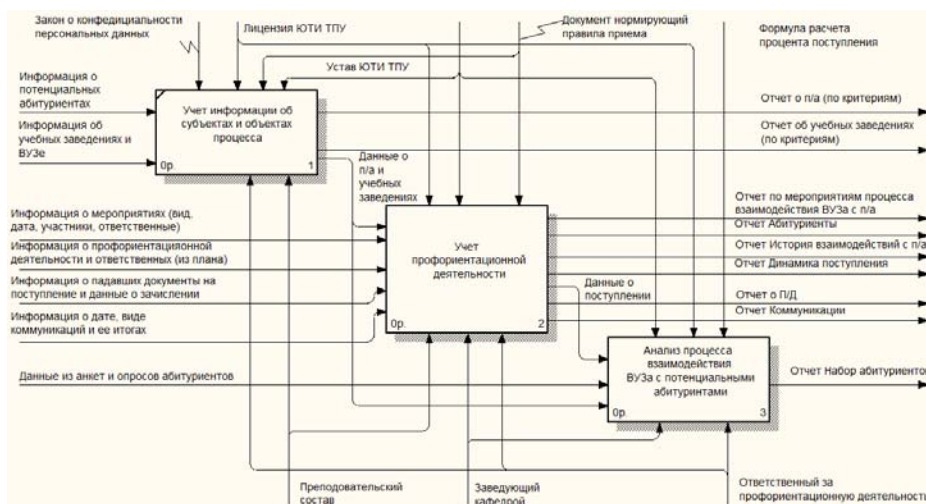 Закон о конфедициальности
персональных данных
Лицензия ЮТИ ТПУ
Документ нормирующий
правила приема
Формула расчета
процента поступления
Устав ЮТИ ТПУ
Информация о
потенциальных
абитуриентах
Информация об
учебных заведениях и
ВУЗе
Учет информации об
субъектах и объектах
процесса
0р.
1
Отчет о п/а (по критериям)
Отчет об учебных заведениях
(по критериям)
Данные о
п/а и
учебных
заведениях
Информация о мероприятиях (вид,
дата, участники, ответственные)
Информация о профориентациялонной
деятельности и ответственных (из плана)
Информация о падавших документы на
поступление и данные о зачислении
Информация о дате, виде
коммуникаций и ее итогах
Учет
профориентационной
деятельности
0р.
2
Отчет по мероприятиям процесса
взаимодействия ВУЗа с п/а
Отчет Абитуриенты
Отчет История взаимодействий с п/а
Отчет Динамика поступления
Отчет о П/Д
Отчет Коммуникации
Данные о
поступлении
Данные из анкет и опросов абитуриентов
Анализ процесса
взаимодействия
ВУЗа с потенциальными
абитуринтами
0р.
3
Отчет Набор абитуриентов
Преподовательский
состав
Заведующий
кафедрой
Ответственный за
профориентационную деятельность